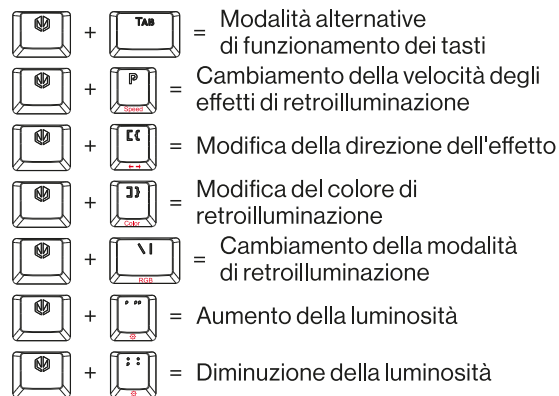 + TAB = Modalità alternative
di funzionamento dei tasti
+ P Speed = Cambiamento della velocità degli
effetti di retroilluminazione
+ [ { = Modifica della direzione dell'effetto
+ ] } Color = Modifica del colore di
retroilluminazione
+ \ | RGB = Cambiamento della modalità
di retroilluminazione
+ ' " = Aumento della luminosità
+ ; : = Diminuzione della luminosità